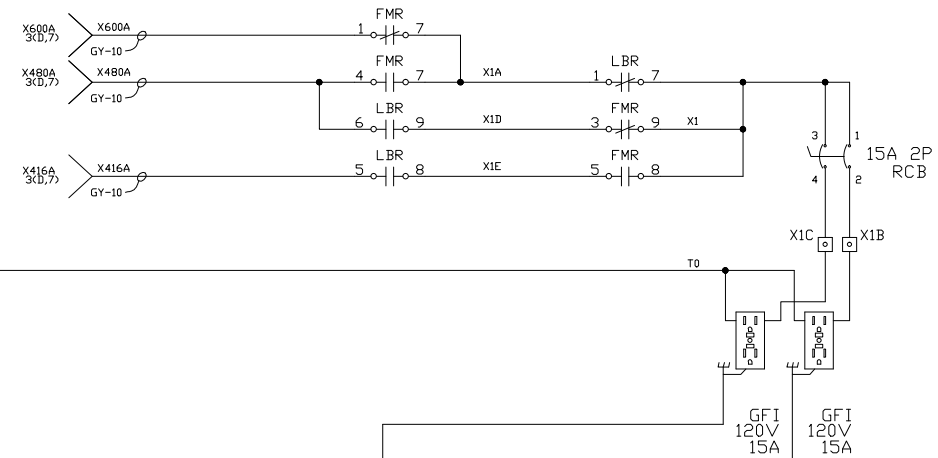 FMR
X600A
3(D,7)
X600A
GY-10
1
7
FMR
LBR
X480A
3(D,7)
X480A
GY-10
4
7
X1A
1
7
LBR
FMR
6
9
X1D
3
9
X1
3
1
15A 2P
RCB
LBR
FMR
X416A
3(D,7)
X416A
GY-10
5
8
X1E
5
8
4
2
X1C
X1B
T0
GFI
120V
15A
GFI
120V
15A